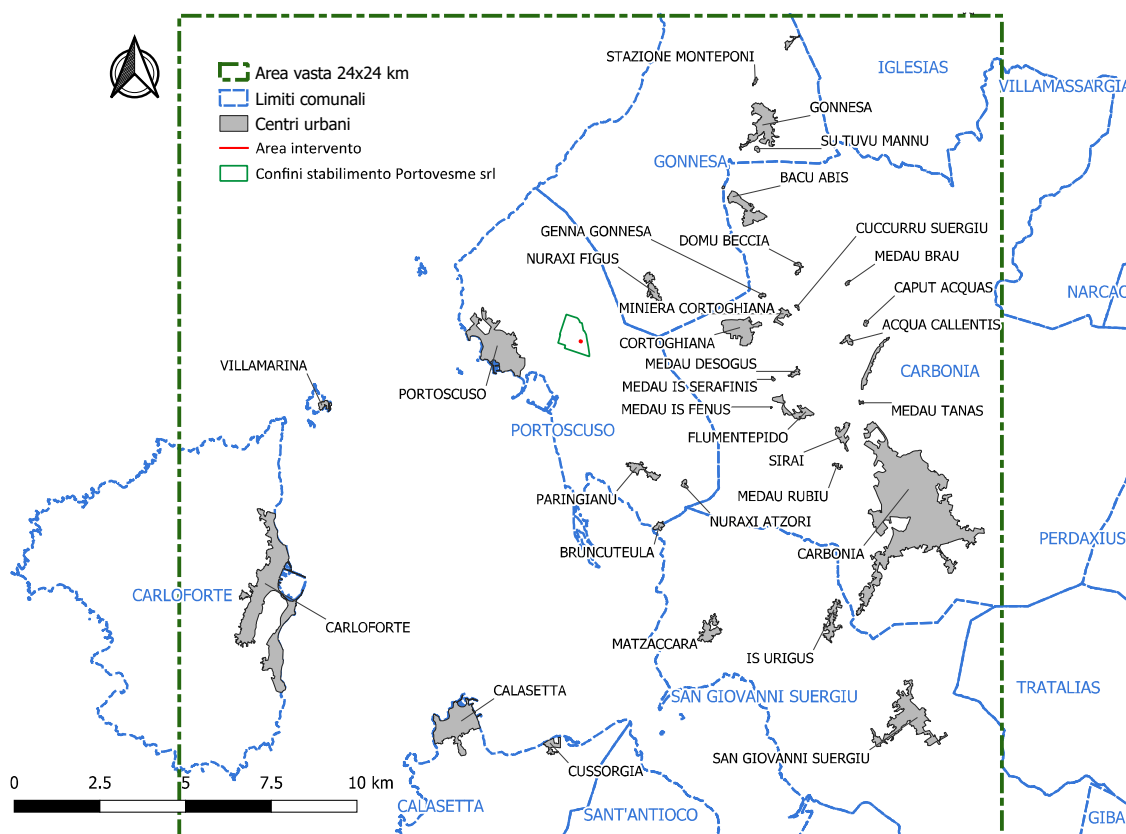 STAZIONE MONTEPONI
IGLESIAS
VILLAMASSARGIA
Area vasta 24x24 km
Limiti comunali
Centri urbani
Area intervento
Confini stabilimento Portovesme srl
GONNESA
SU TUVU MANNU
GONNESA
BACU ABIS
GENNA GONNESA
DOMU BECCIA
CUCCURRU SUERGIU
NURAXI FIGUS
MEDAU BRAU
MINIERA CORTOGHIANA
CAPUT ACQUAS
NARCAO
ACQUA CALLENTIS
CORTOGHIANA
VILLAMARINA
MEDAU DESOGUS
CARBONIA
PORTOSCUSO
MEDAU IS SERAFINIS
MEDAU IS FENUS
MEDAU TANAS
PORTOSCUSO
FLUMENTEPIDO
SIRAI
PARINGIANU
MEDAU RUBIU
NURAXI ATZORI
BRUNCUTEULA
CARBONIA
PERDAXIUS
CARLOFORTE
CARLOFORTE
MATZACCARA
IS URIGUS
CALASETTA
SAN GIOVANNI SUERGIU
TRATALIAS
CUSSORGIA
SAN GIOVANNI SUERGIU
0 2.5 5 7.5 10 km
CALASETTA
SANT'ANTIOCO
GIBA